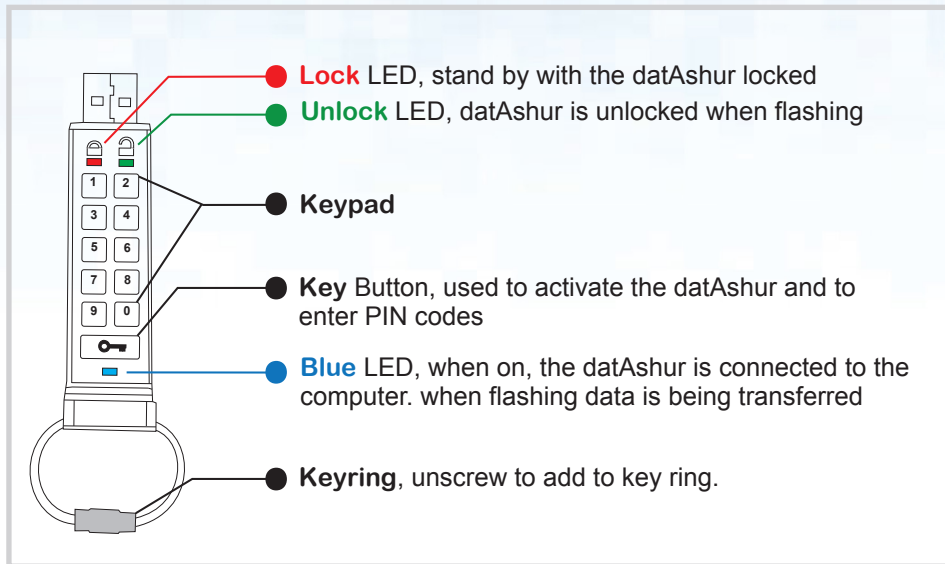 Lock LED, stand by with the datAshur locked
Unlock LED, datAshur is unlocked when flashing
1 2
3 4
5 6
7 8
9 0
Keypad
Key Button, used to activate the datAshur and to
enter PIN codes
Blue LED, when on, the datAshur is connected to the
computer. when flashing data is being transferred
Keyring, unscrew to add to key ring.